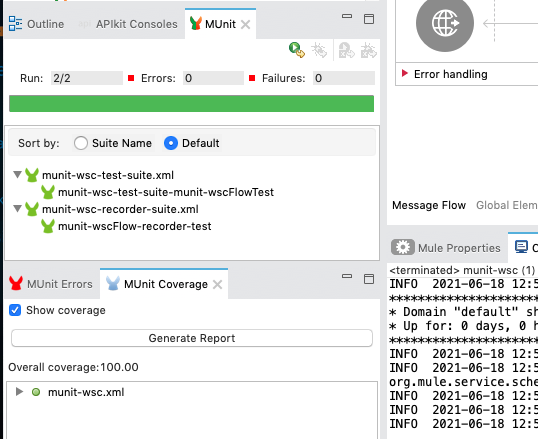 Outline
APIkit Consoles
MUnit
Run: 2/2
Errors: 0
Failures: 0
Sort by:
Suite Name
Default
munit-wsc-test-suite.xml
munit-wsc-test-suite-munit-wscFlowTest
munit-wsc-recorder-suite.xml
munit-wscFlow-recorder-test
MUnit Errors
MUnit Coverage
Show coverage
Generate Report
Overall coverage:100.00
munit-wsc.xml
Error handling
Message Flow
Global Elem
Mule Properties
<terminated> munit-wsc (1)
INFO 2021-06-18 12:5
**********************
* Domain "default" sh
* Up for: 0 days, 0 h
**********************
INFO 2021-06-18 12:5
INFO 2021-06-18 12:5
org.mule.service.sche
INFO 2021-06-18 12:5
INFO 2021-06-18 12:5
INFO 2021-06-18 12:5